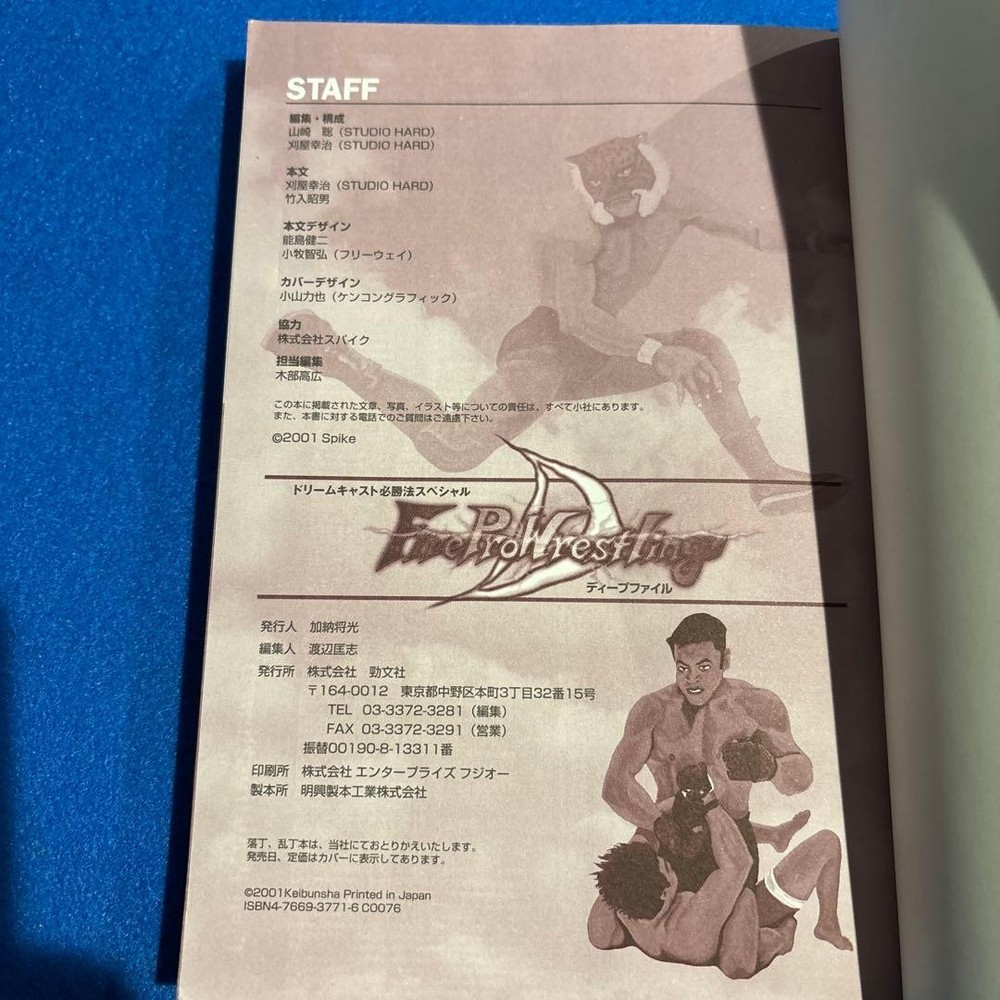 STAFF
編集・構成
山崎　聡（STUDIO HARD）
刈屋幸治（STUDIO HARD）
本文
刈屋幸治（STUDIO HARD）
竹入昭男
本文デザイン
能島健二
小牧智弘（フリーウェイ）
カバーデザイン
小山力也（ケンコングラフィック）
協力
株式会社スパイク
担当編集
木部高広
この本に掲載された文章、写真、イラスト等についての責任は、すべて小社にあります。
また、本書に対する電話でのご質問はご遠慮下さい。
©2001 Spike
ドリームキャスト必勝法スペシャル
Fire ProWrestling D
ディープファイル
発行人　加納将光
編集人　渡辺匡志
発行所　株式会社　勁文社
〒164-0012　東京都中野区本町3丁目32番15号
TEL　03-3372-3281（編集）
FAX　03-3372-3291（営業）
振替00190-8-13311番
印刷所　株式会社 エンタープライズ フジオー
製本所　明興製本工業株式会社
落丁、乱丁本は、当社にておとりかえいたします。
発売日、定価はカバーに表示してあります。
©2001Keibunsha Printed in Japan
ISBN4-7669-3771-6 C0076